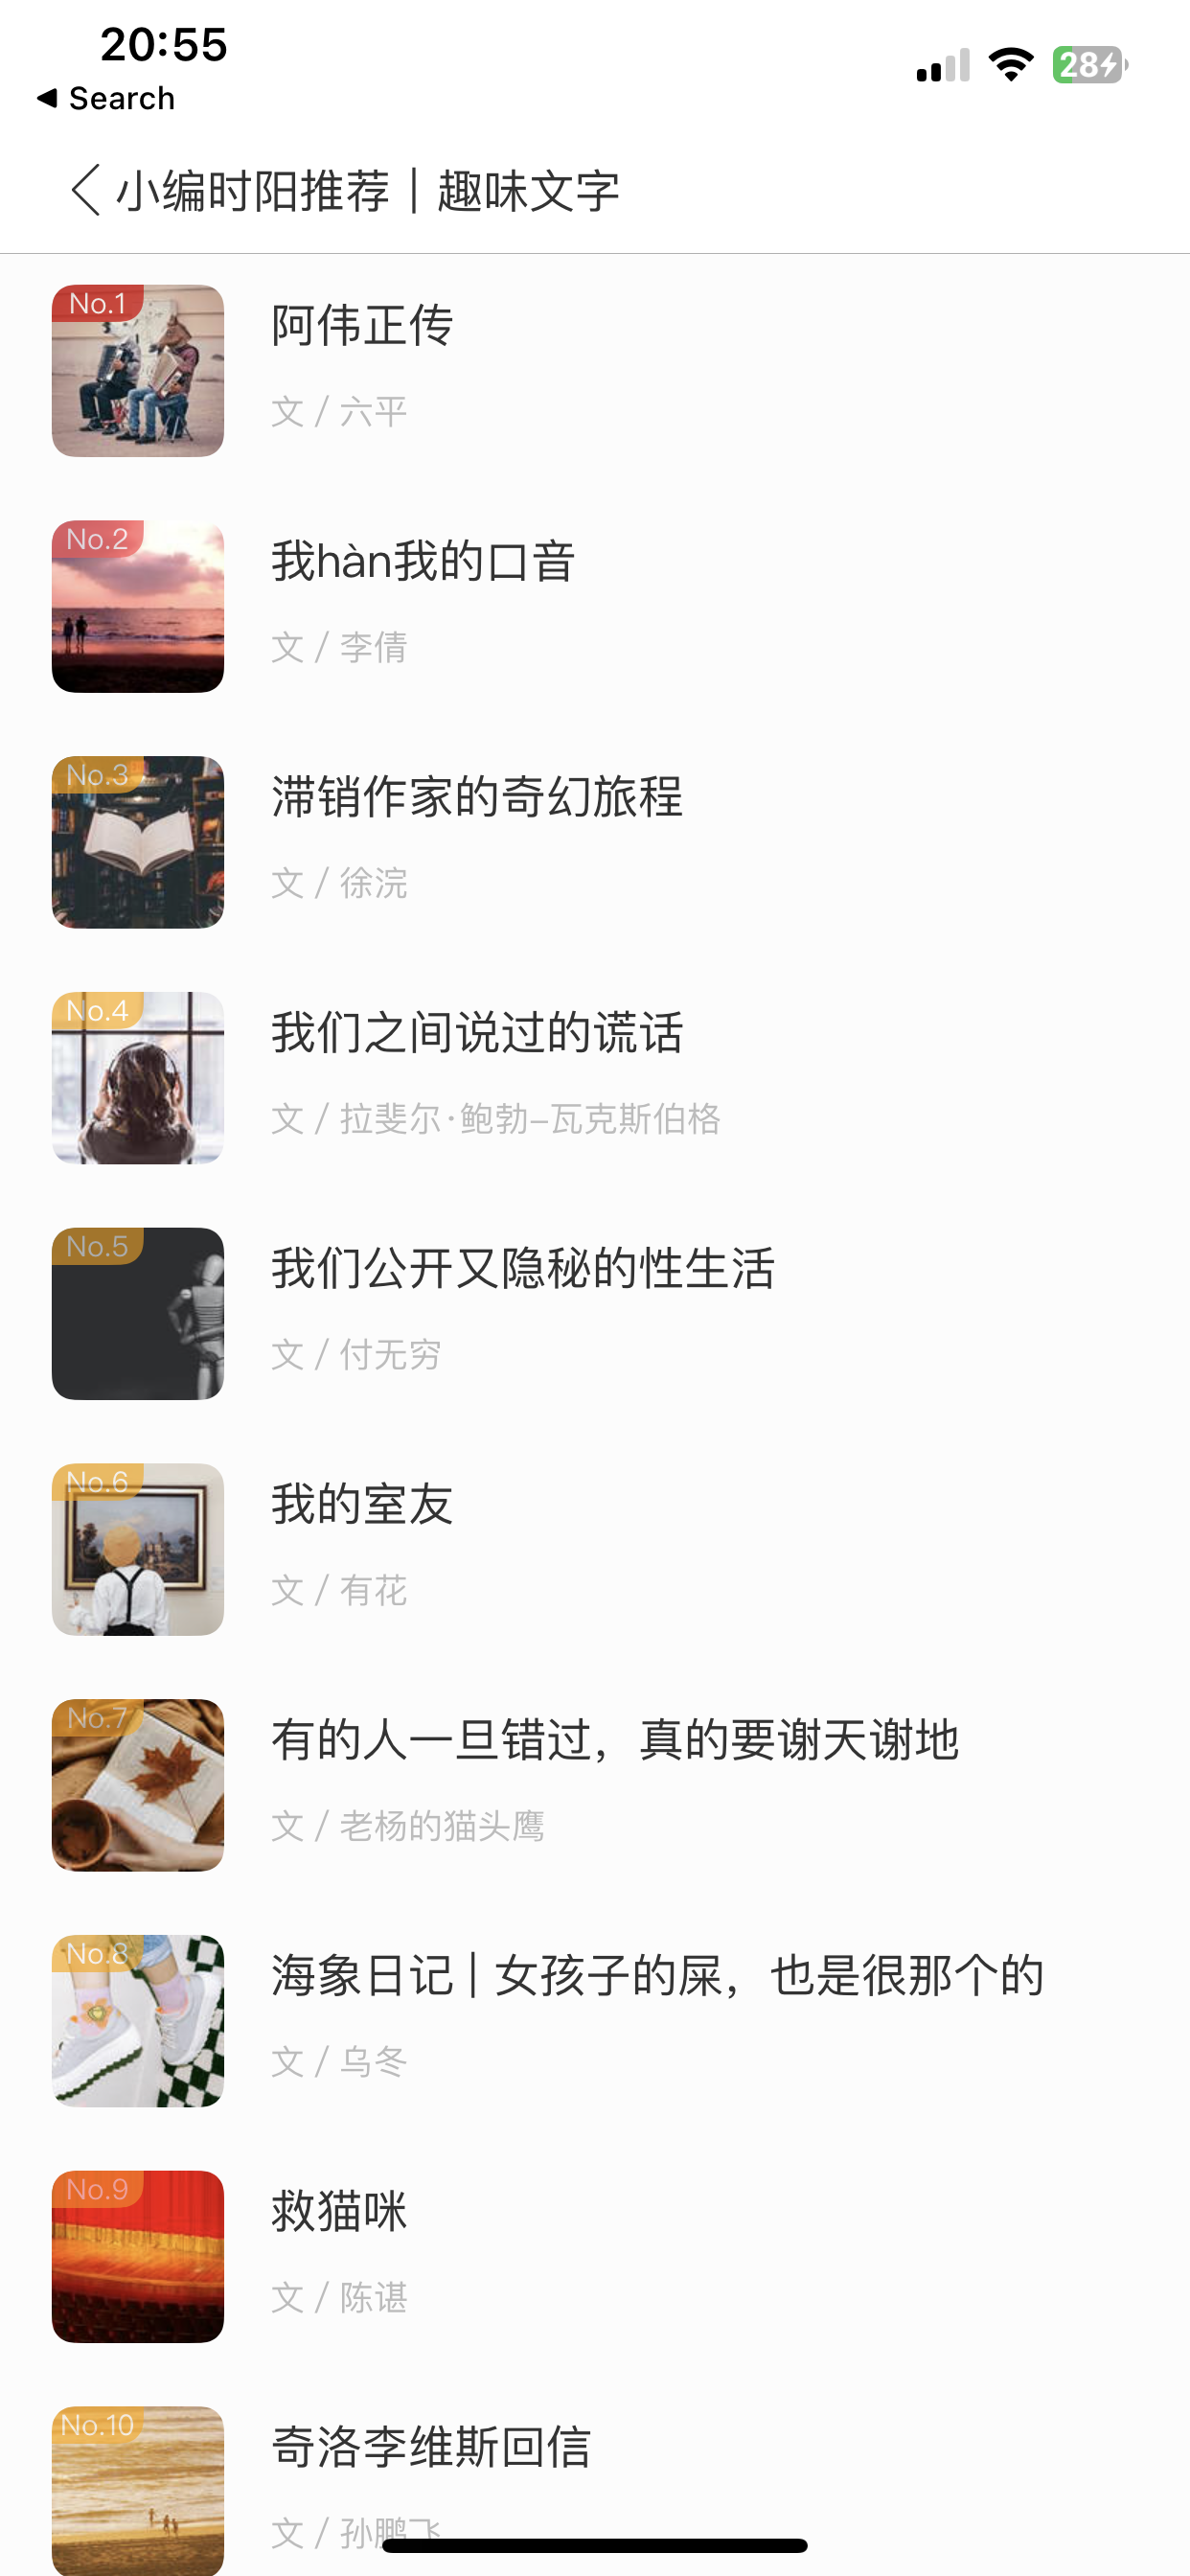 20:55
Search
28
小编时阳推荐 | 趣味文字
No.1
阿伟正传
文 / 六平
No.2
我hàn我的口音
文 / 李倩
No.3
滞销作家的奇幻旅程
文 / 徐浣
No.4
我们之间说过的谎话
文 / 拉斐尔·鲍勃-瓦克斯伯格
No.5
我们公开又隐秘的性生活
文 / 付无穷
No.6
我的室友
文 / 有花
No.7
有的人一旦错过，真的要谢天谢地
文 / 老杨的猫头鹰
No.8
海象日记 | 女孩子的屎，也是很那个的
文 / 乌冬
No.9
救猫咪
文 / 陈谌
No.10
奇洛李维斯回信
文 / 孙鹏飞